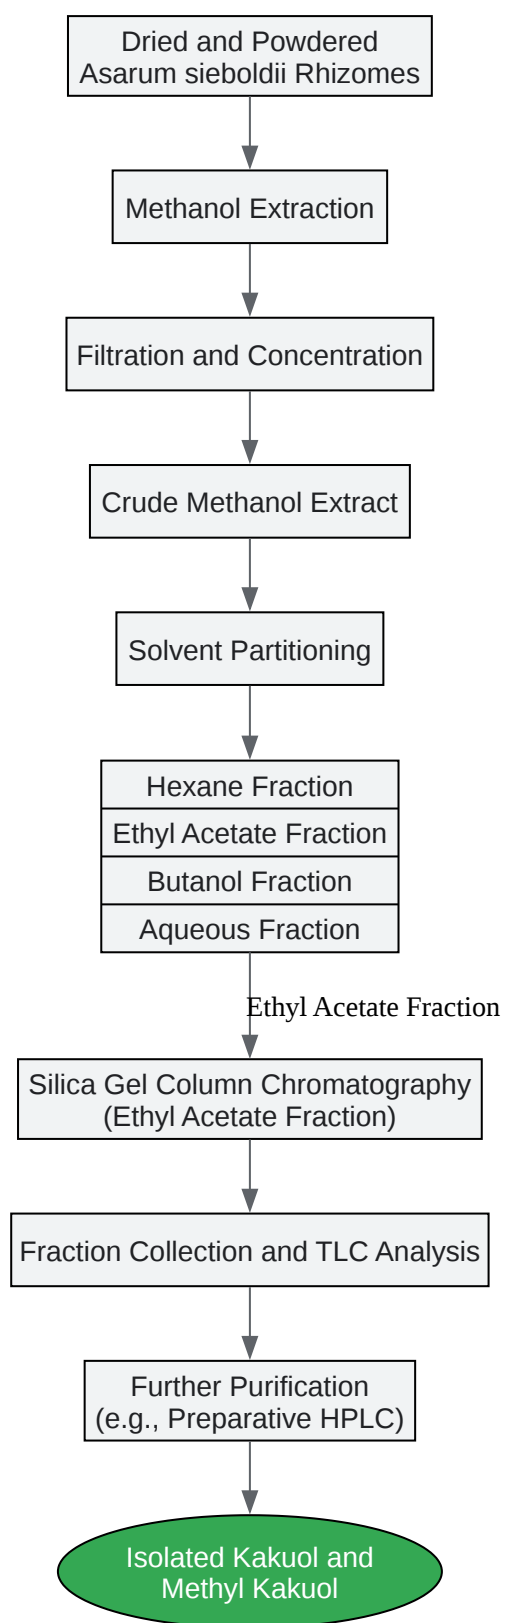 Dried and Powdered
Asarum sieboldii Rhizomes
Methanol Extraction
Filtration and Concentration
Crude Methanol Extract
Solvent Partitioning
Hexane Fraction
Ethyl Acetate Fraction
Butanol Fraction
Aqueous Fraction
Ethyl Acetate Fraction
Silica Gel Column Chromatography
(Ethyl Acetate Fraction)
Fraction Collection and TLC Analysis
Further Purification
(e.g., Preparative HPLC)
Isolated Kakuol and
Methyl Kakuol